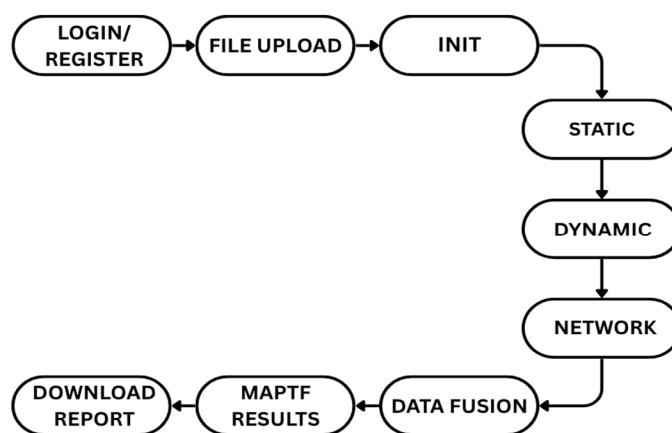 LOGIN/
REGISTER
FILE UPLOAD
INIT
STATIC
DYNAMIC
NETWORK
DATA FUSION
MAPTF
RESULTS
DOWNLOAD
REPORT